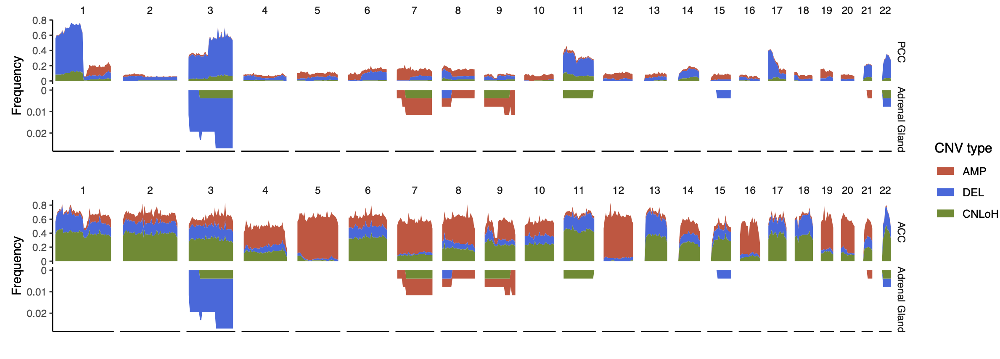 1 2 3 4 5 6 7 8 9 10 11 12 13 14 15 16 17 18 19 20 21 22
0.8
0.6
0.4
0.2
0
PCC
Frequency
0
0.01
0.02
Adrenal Gland
CNV type
AMP
DEL
CNLoH
1 2 3 4 5 6 7 8 9 10 11 12 13 14 15 16 17 18 19 20 21 22
0.8
0.6
0.4
0.2
0
ACC
Frequency
0
0.01
0.02
Adrenal Gland